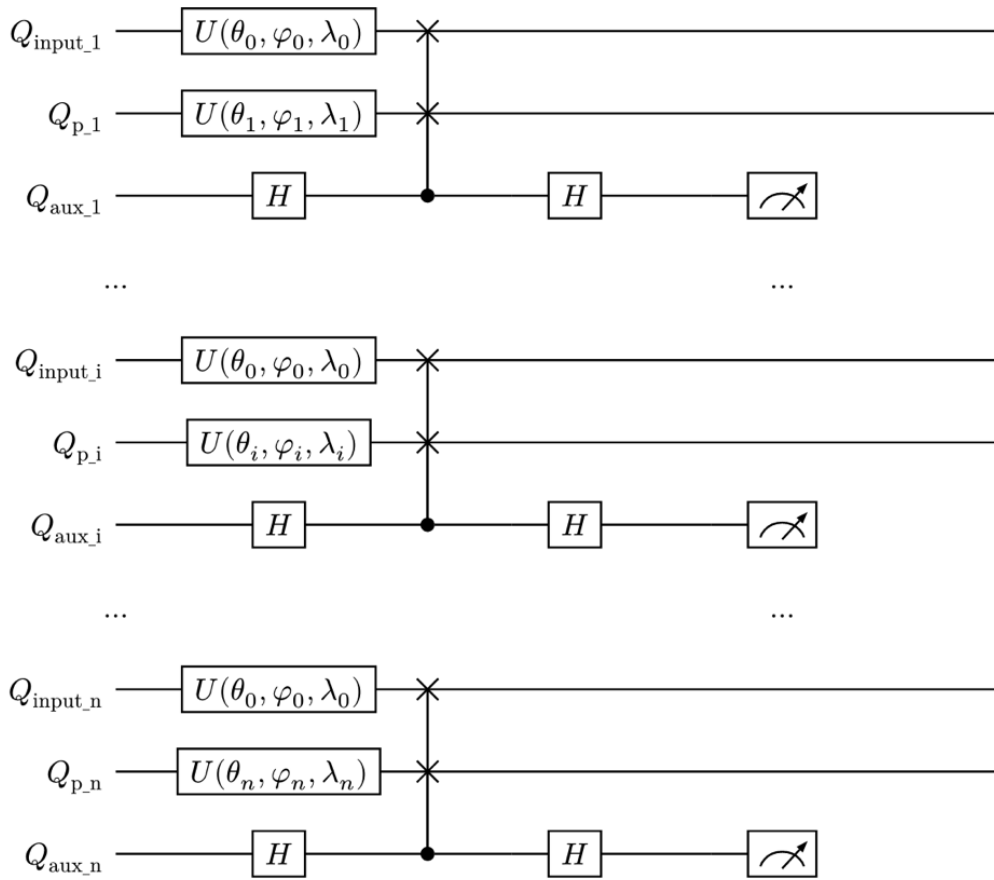 Q_input_1 U(θ_0, φ_0, λ_0)
Q_p_1 U(θ_1, φ_1, λ_1)
Q_aux_1 H H
... ...
Q_input_i U(θ_0, φ_0, λ_0)
Q_p_i U(θ_i, φ_i, λ_i)
Q_aux_i H H
... ...
Q_input_n U(θ_0, φ_0, λ_0)
Q_p_n U(θ_n, φ_n, λ_n)
Q_aux_n H H